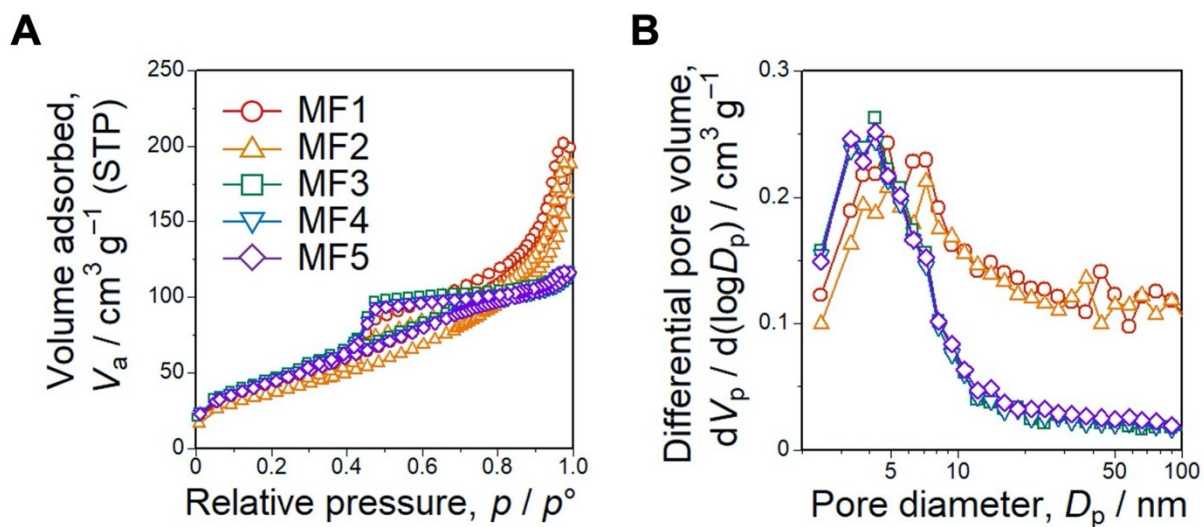 A
Volume adsorbed,
Vₐ / cm³ g⁻¹ (STP)
250
200
150
100
50
0
MF1
MF2
MF3
MF4
MF5
0
0.2
0.4
0.6
0.8
1.0
Relative pressure, p / p°
B
Differential pore volume,
dVₚ / d(logDₚ) / cm³ g⁻¹
0.3
0.2
0.1
0
5
10
50
100
Pore diameter, Dₚ / nm